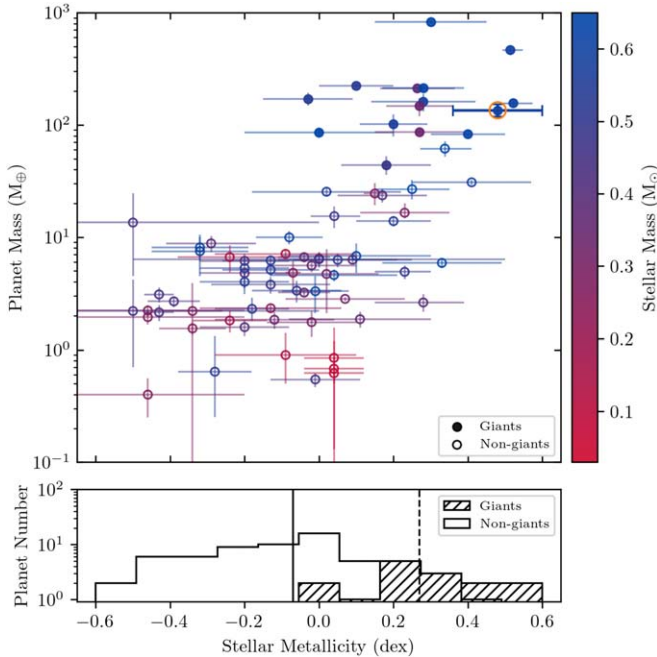 10³
10²
10¹
10⁰
10⁻¹
Planet Mass (M⊕)
Giants
Non-giants
0.6
0.5
0.4
0.3
0.2
0.1
Stellar Mass (M⊙)
10²
10¹
10⁰
Planet Number
Giants
Non-giants
−0.6 −0.4 −0.2 0.0 0.2 0.4 0.6
Stellar Metallicity (dex)